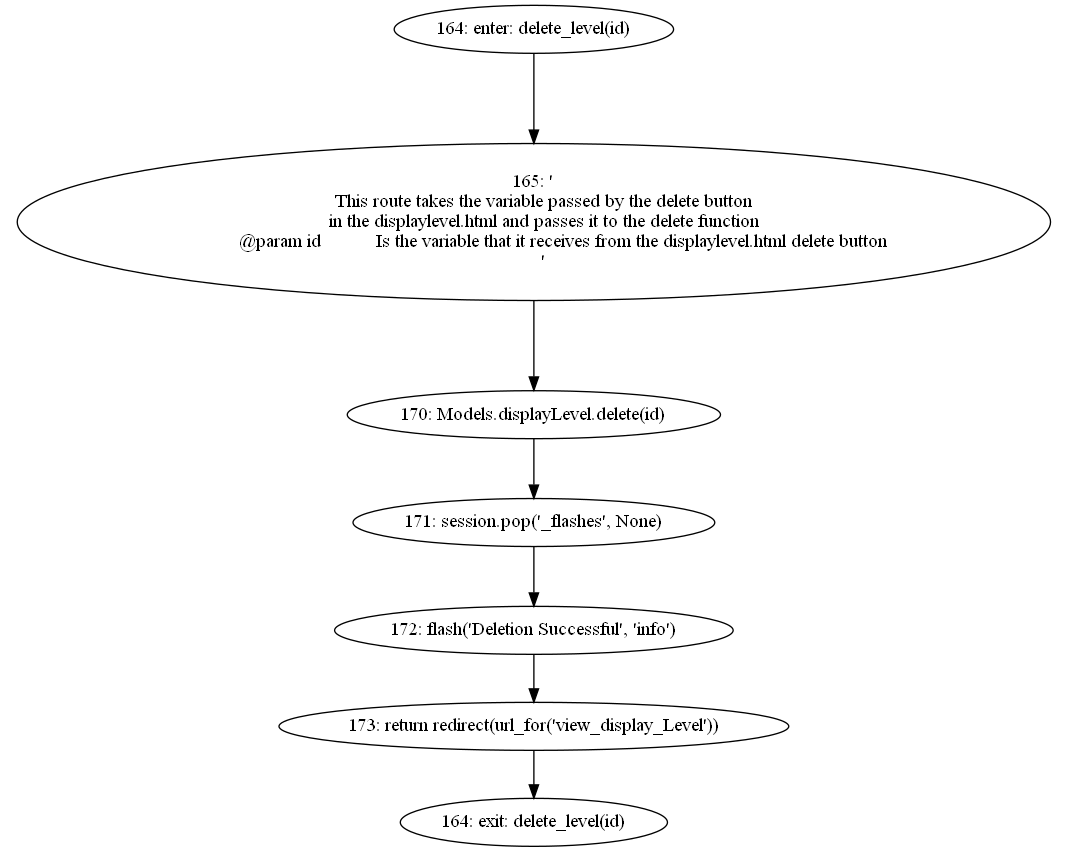 164: enter: delete_level(id)
165: '
This route takes the variable passed by the delete button
in the displaylevel.html and passes it to the delete function
@param id            Is the variable that it receives from the displaylevel.html delete button
'
170: Models.displayLevel.delete(id)
171: session.pop('_flashes', None)
172: flash('Deletion Successful', 'info')
173: return redirect(url_for('view_display_Level'))
164: exit: delete_level(id)